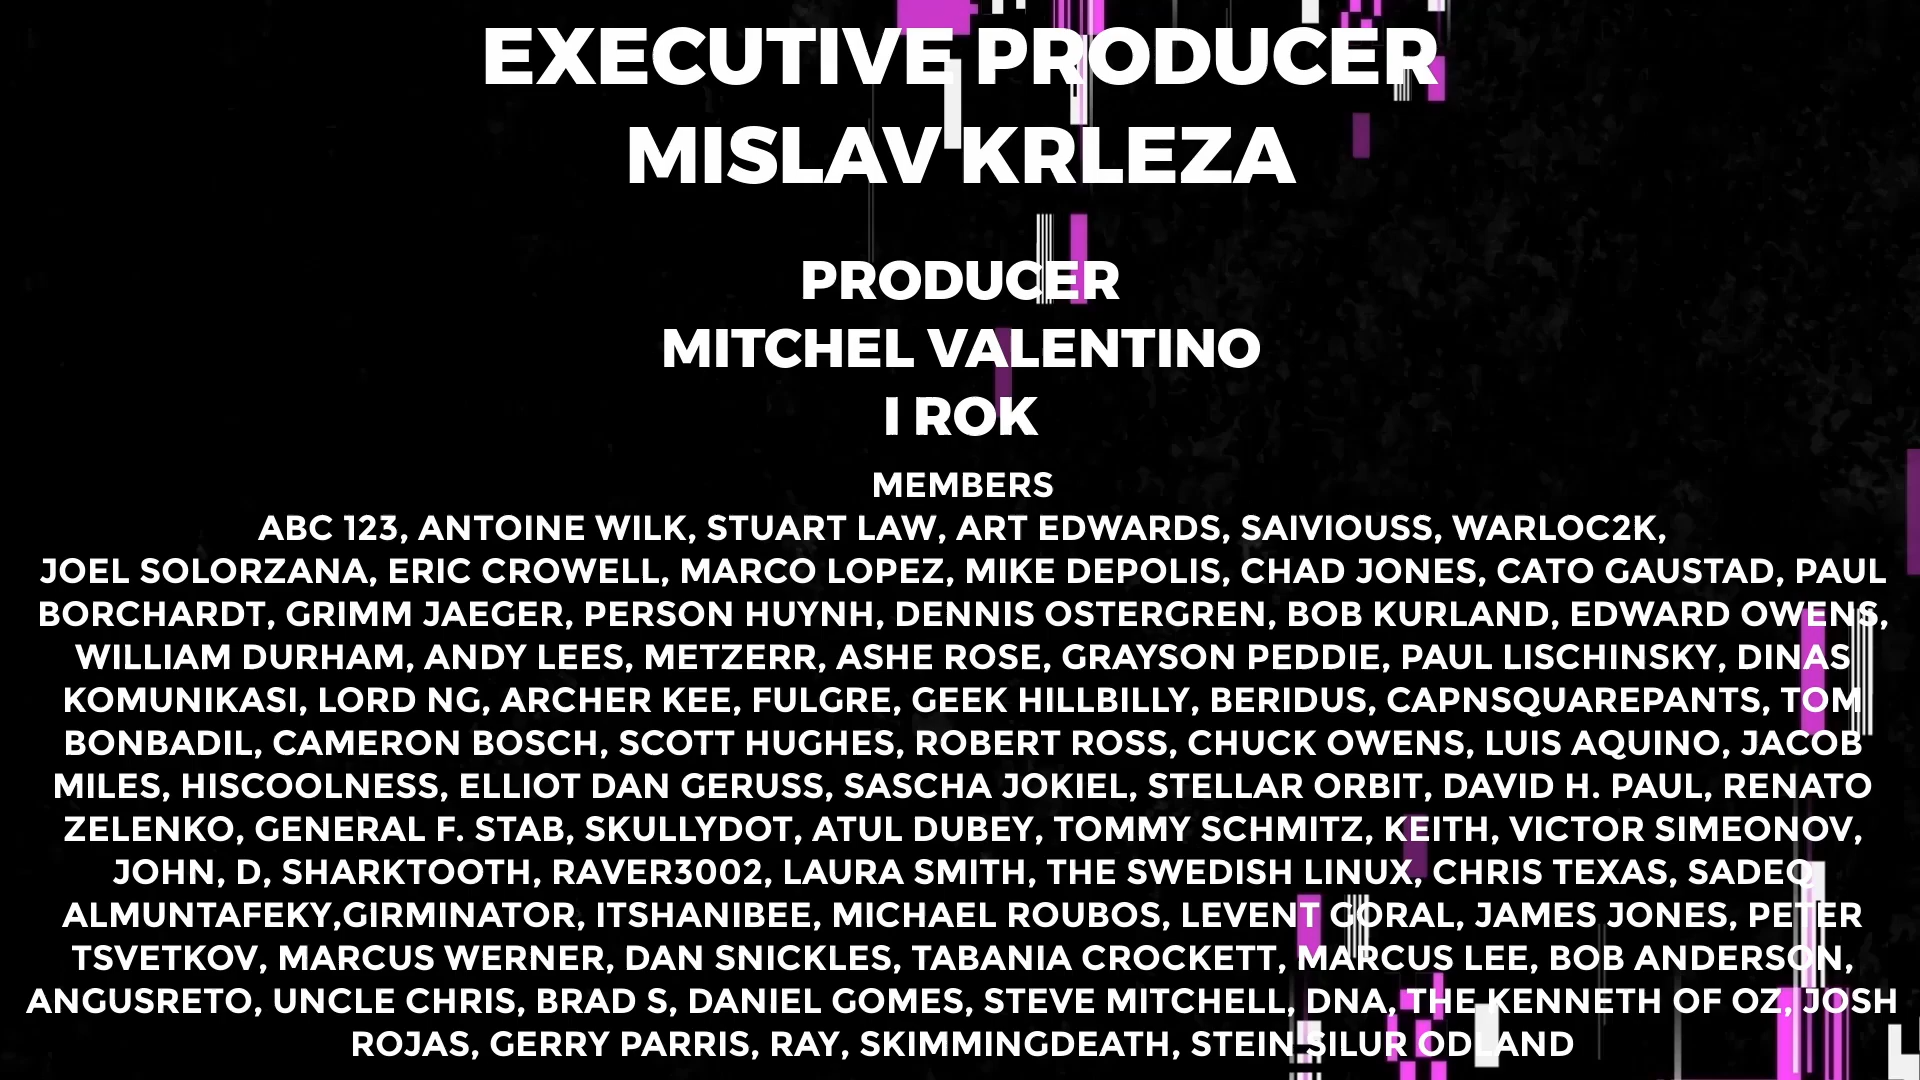 EXECUTIVE PRODUCER
MISLAV KRLEZA
PRODUCER
MITCHEL VALENTINO
I ROK
MEMBERS
ABC 123, ANTOINE WILK, STUART LAW, ART EDWARDS, SAIVIOUSS, WARLOC2K,
JOEL SOLORZANA, ERIC CROWELL, MARCO LOPEZ, MIKE DEPOLIS, CHAD JONES, CATO GAUSTAD, PAUL
BORCHARDT, GRIMM JAEGER, PERSON HUYNH, DENNIS OSTERGREN, BOB KURLAND, EDWARD OWENS,
WILLIAM DURHAM, ANDY LEES, METZERR, ASHE ROSE, GRAYSON PEDDIE, PAUL LISCHINSKY, DINAS
KOMUNIKASI, LORD NG, ARCHER KEE, FULGRE, GEEK HILLBILLY, BERIDUS, CAPNSQUAREPANTS, TOM
BONBADIL, CAMERON BOSCH, SCOTT HUGHES, ROBERT ROSS, CHUCK OWENS, LUIS AQUINO, JACOB
MILES, HISCOOLNESS, ELLIOT DAN GERUSS, SASCHA JOKIEL, STELLAR ORBIT, DAVID H. PAUL, RENATO
ZELENKO, GENERAL F. STAB, SKULLYDOT, ATUL DUBEY, TOMMY SCHMITZ, KEITH, VICTOR SIMEONOV,
JOHN, D, SHARKTOOTH, RAVER3002, LAURA SMITH, THE SWEDISH LINUX, CHRIS TEXAS, SADEQ
ALMUNTAFEKY,GIRMINATOR, ITSHANIBEE, MICHAEL ROUBOS, LEVENT GORAL, JAMES JONES, PETER
TSVETKOV, MARCUS WERNER, DAN SNICKLES, TABANIA CROCKETT, MARCUS LEE, BOB ANDERSON,
ANGUSRETO, UNCLE CHRIS, BRAD S, DANIEL GOMES, STEVE MITCHELL, DNA, THE KENNETH OF OZ, JOSH
ROJAS, GERRY PARRIS, RAY, SKIMMINGDEATH, STEIN SILUR ODLAND